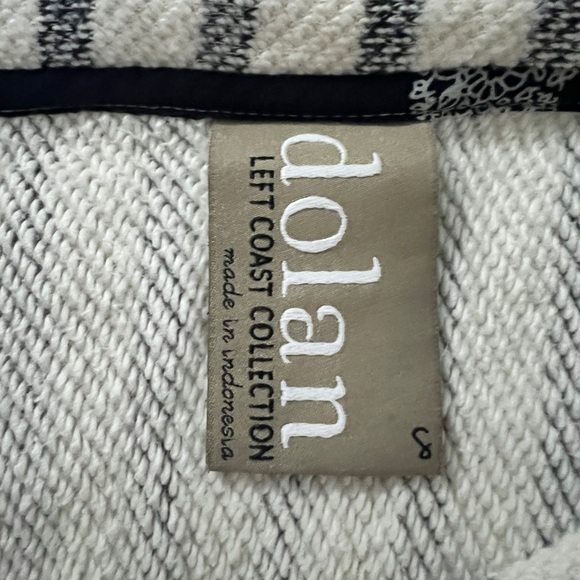 dolan
LEFT COAST COLLECTION
made in indonesia